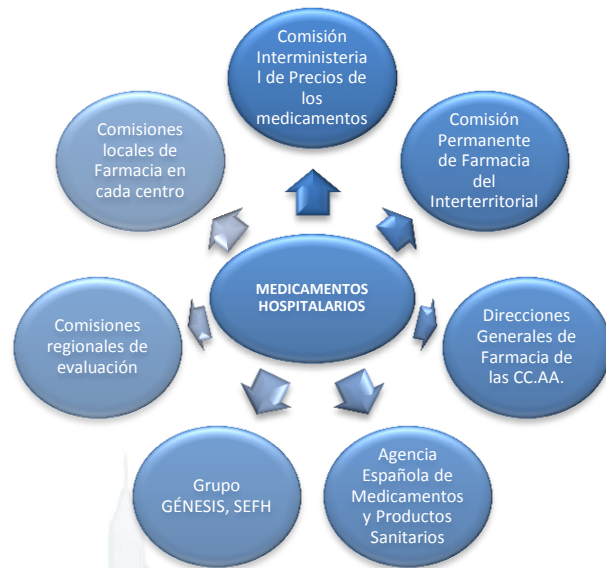 Comisión
Interministeria
l de Precios de
los
medicamentos
Comisión
Permanente
de Farmacia
del
Interterritorial
Direcciones
Generales de
Farmacia de
las CC.AA.
Agencia
Española de
Medicamentos
y Productos
Sanitarios
Grupo
GÉNESIS, SEFH
Comisiones
regionales de
evaluación
Comisiones
locales de
Farmacia en
cada centro
MEDICAMENTOS
HOSPITALARIOS